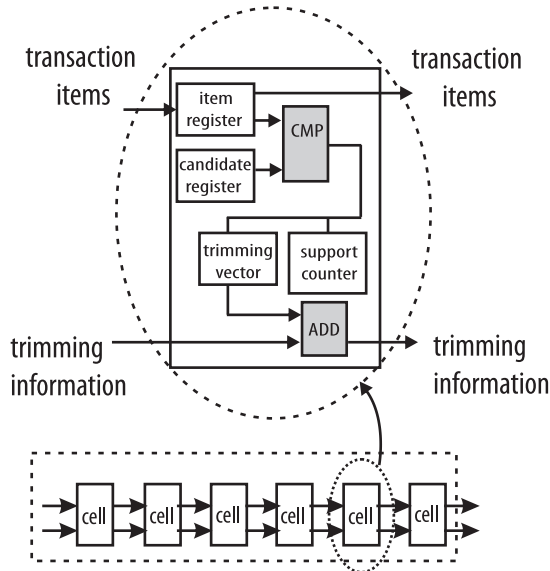 transaction
items
transaction
items
item
register
CMP
candidate
register
trimming
vector
support
counter
ADD
trimming
information
trimming
information
cell
cell
cell
cell
cell
cell